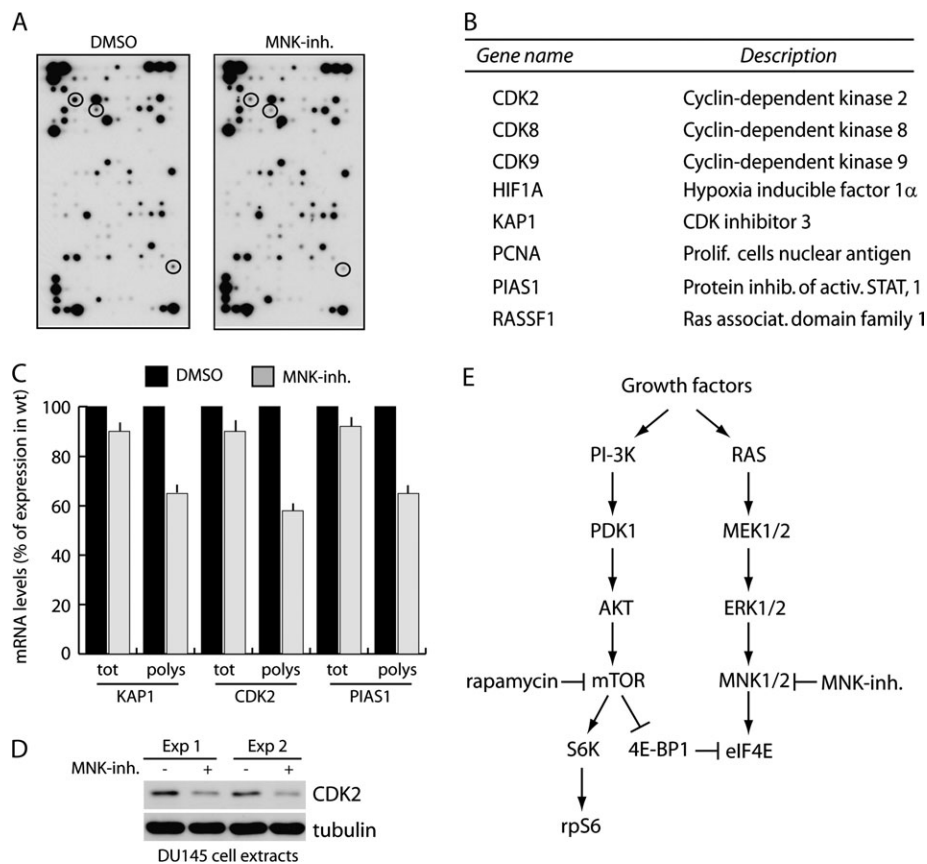 A
DMSO MNK-inh.
B
Gene name Description
CDK2 Cyclin-dependent kinase 2
CDK8 Cyclin-dependent kinase 8
CDK9 Cyclin-dependent kinase 9
HIF1A Hypoxia inducible factor 1α
KAP1 CDK inhibitor 3
PCNA Prolif. cells nuclear antigen
PIAS1 Protein inhib. of activ. STAT, 1
RASSF1 Ras associat. domain family 1
C
DMSO MNK-inh.
mRNA levels (% of expression in wt)
100
80
60
40
20
0
tot polys tot polys tot polys
KAP1 CDK2 PIAS1
D
Exp 1 Exp 2
MNK-inh. - + - +
CDK2
tubulin
DU145 cell extracts
E
Growth factors
PI-3K RAS
PDK1 MEK1/2
AKT ERK1/2
rapamycin mTOR MNK1/2 MNK-inh.
S6K 4E-BP1 eIF4E
rpS6